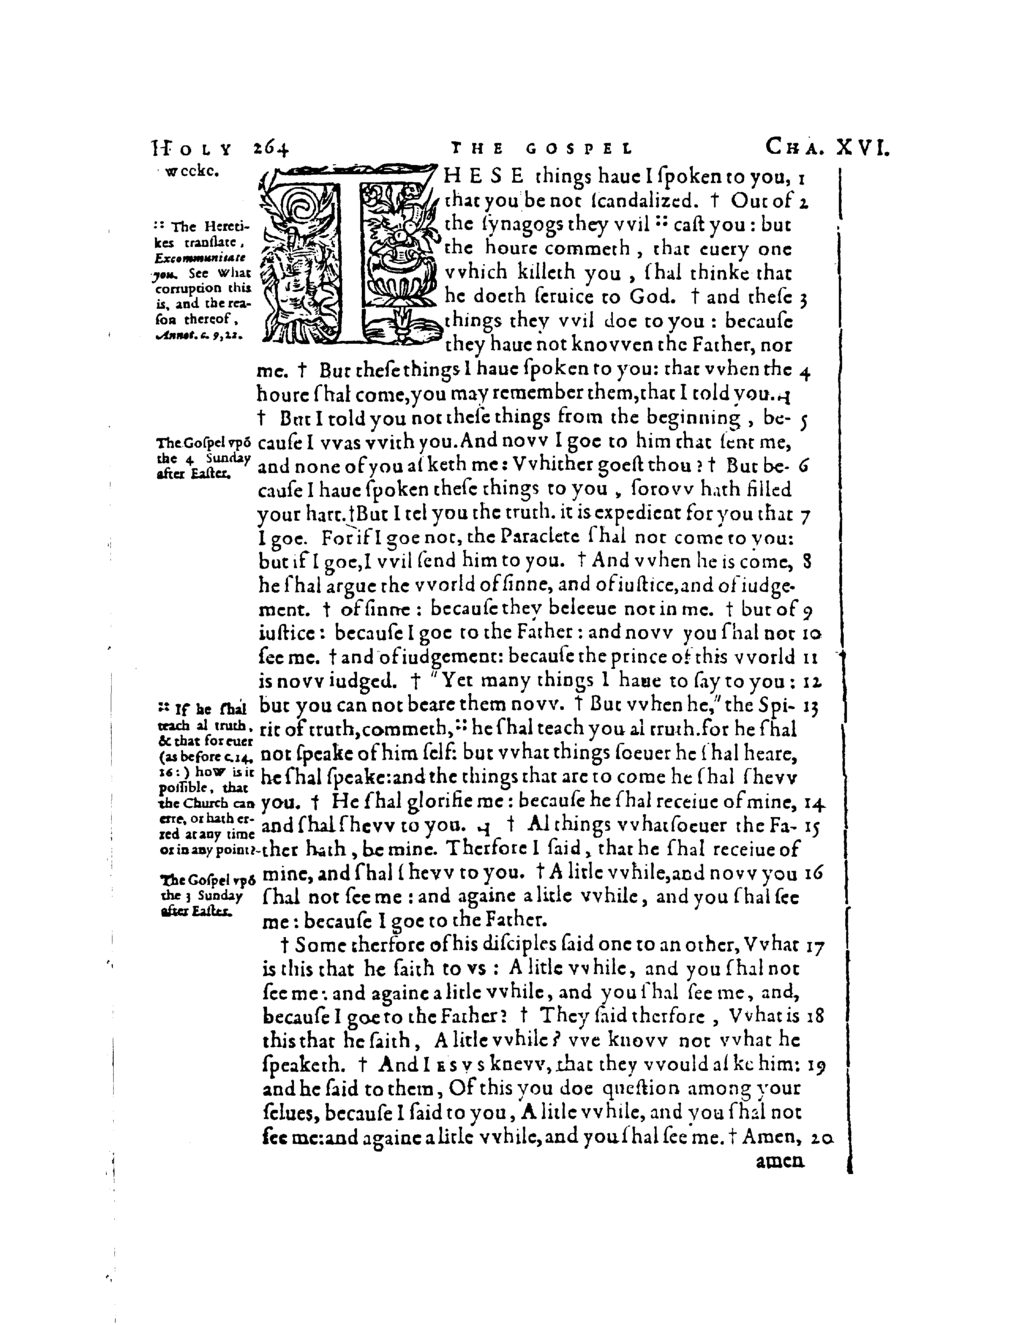 HOLY 264 THE GOSPEL CHA. XVI.
weeke.
THESE things haue I ſpoken to you, 1
that you be not ſcandalized. † Out of 2
the ſynagogs they vvil :: caſt you : but
the houre commeth , that euery one
vvhich killeth you , ſhal thinke that
he doeth ſeruice to God. † and theſe 3
things they vvil doe to you : becauſe
they haue not knovven the Father, nor
me. † But theſe things I haue ſpoken to you: that vvhen the 4
houre ſhal come,you may remember them,that I told you.⊣
† But I told you not theſe things from the beginning , be- 5
cauſe I vvas vvith you.And novv I goe to him that ſent me,
and none of you aſketh me: Vvhither goeſt thou ? † But be- 6
cauſe I haue ſpoken theſe things to you , ſorovv hath filled
your hart.†But I tel you the truth. it is expedient for you that 7
I goe. For if I goe not, the Paraclete ſhal not come to you:
but if I goe,I vvil ſend him to you. † And vvhen he is come, 8
he ſhal argue the vvorld of ſinne, and of iuſtice,and of iudge-
ment. † of ſinne : becauſe they beleeue not in me. † but of 9
iuſtice : becauſe I goe to the Father : and novv you ſhal not 10
ſee me. † and of iudgement: becauſe the prince of this vvorld 11
is novv iudged. † "Yet many things I haue to ſay to you : 12
but you can not beare them novv. † But vvhen he," the Spi- 13
rit of truth,commeth, :: he ſhal teach you al truth.for he ſhal
not ſpeake of him ſelf: but vvhat things ſoeuer he ſhal heare,
he ſhal ſpeake:and the things that are to come he ſhal ſhevv
you. † He ſhal glorifie me : becauſe he ſhal receiue of mine, 14
and ſhal ſhevv to you. ⊣ † Al things vvhatſoeuer the Fa- 15
ther hath , be mine. Therfore I ſaid , that he ſhal receiue of
mine, and ſhal ſhevv to you. † A litle vvhile,and novv you 16
ſhal not ſee me : and againe a litle vvhile , and you ſhal ſee
me : becauſe I goe to the Father.
† Some therfore of his diſciples ſaid one to an other, Vvhat 17
is this that he ſaith to vs : A litle vvhile, and you ſhal not
ſee me : and againe a litle vvhile, and you ſhal ſee me, and,
becauſe I goe to the Father? † They ſaid therfore , Vvhat is 18
this that he ſaith, A litle vvhile? vve knovv not vvhat he
ſpeaketh. † And IESVS knevv, that they vvould aſke him: 19
and he ſaid to them, Of this you doe queſtion among your
ſelues, becauſe I ſaid to you, A litle vvhile, and you ſhal not
ſee me:and againe a litle vvhile,and you ſhal ſee me. † Amen, 20
amen
:: The Hereti-
kes tranſlate,
Excommunicate
you. See What
corruption this
is, and the rea-
ſon thereof,
Annot. c. 9,22.
The Goſpel vpõ
the 4 Sunday
after Eaſter.
:: If he ſhal
teach al truth,
& that for euer
(as before c.14,
16:) how is it
poſſible, that
the Church can
erre, or hath er-
red at any time
or in any point?
The Goſpel vpõ
the 3 Sunday
after Eaſter.